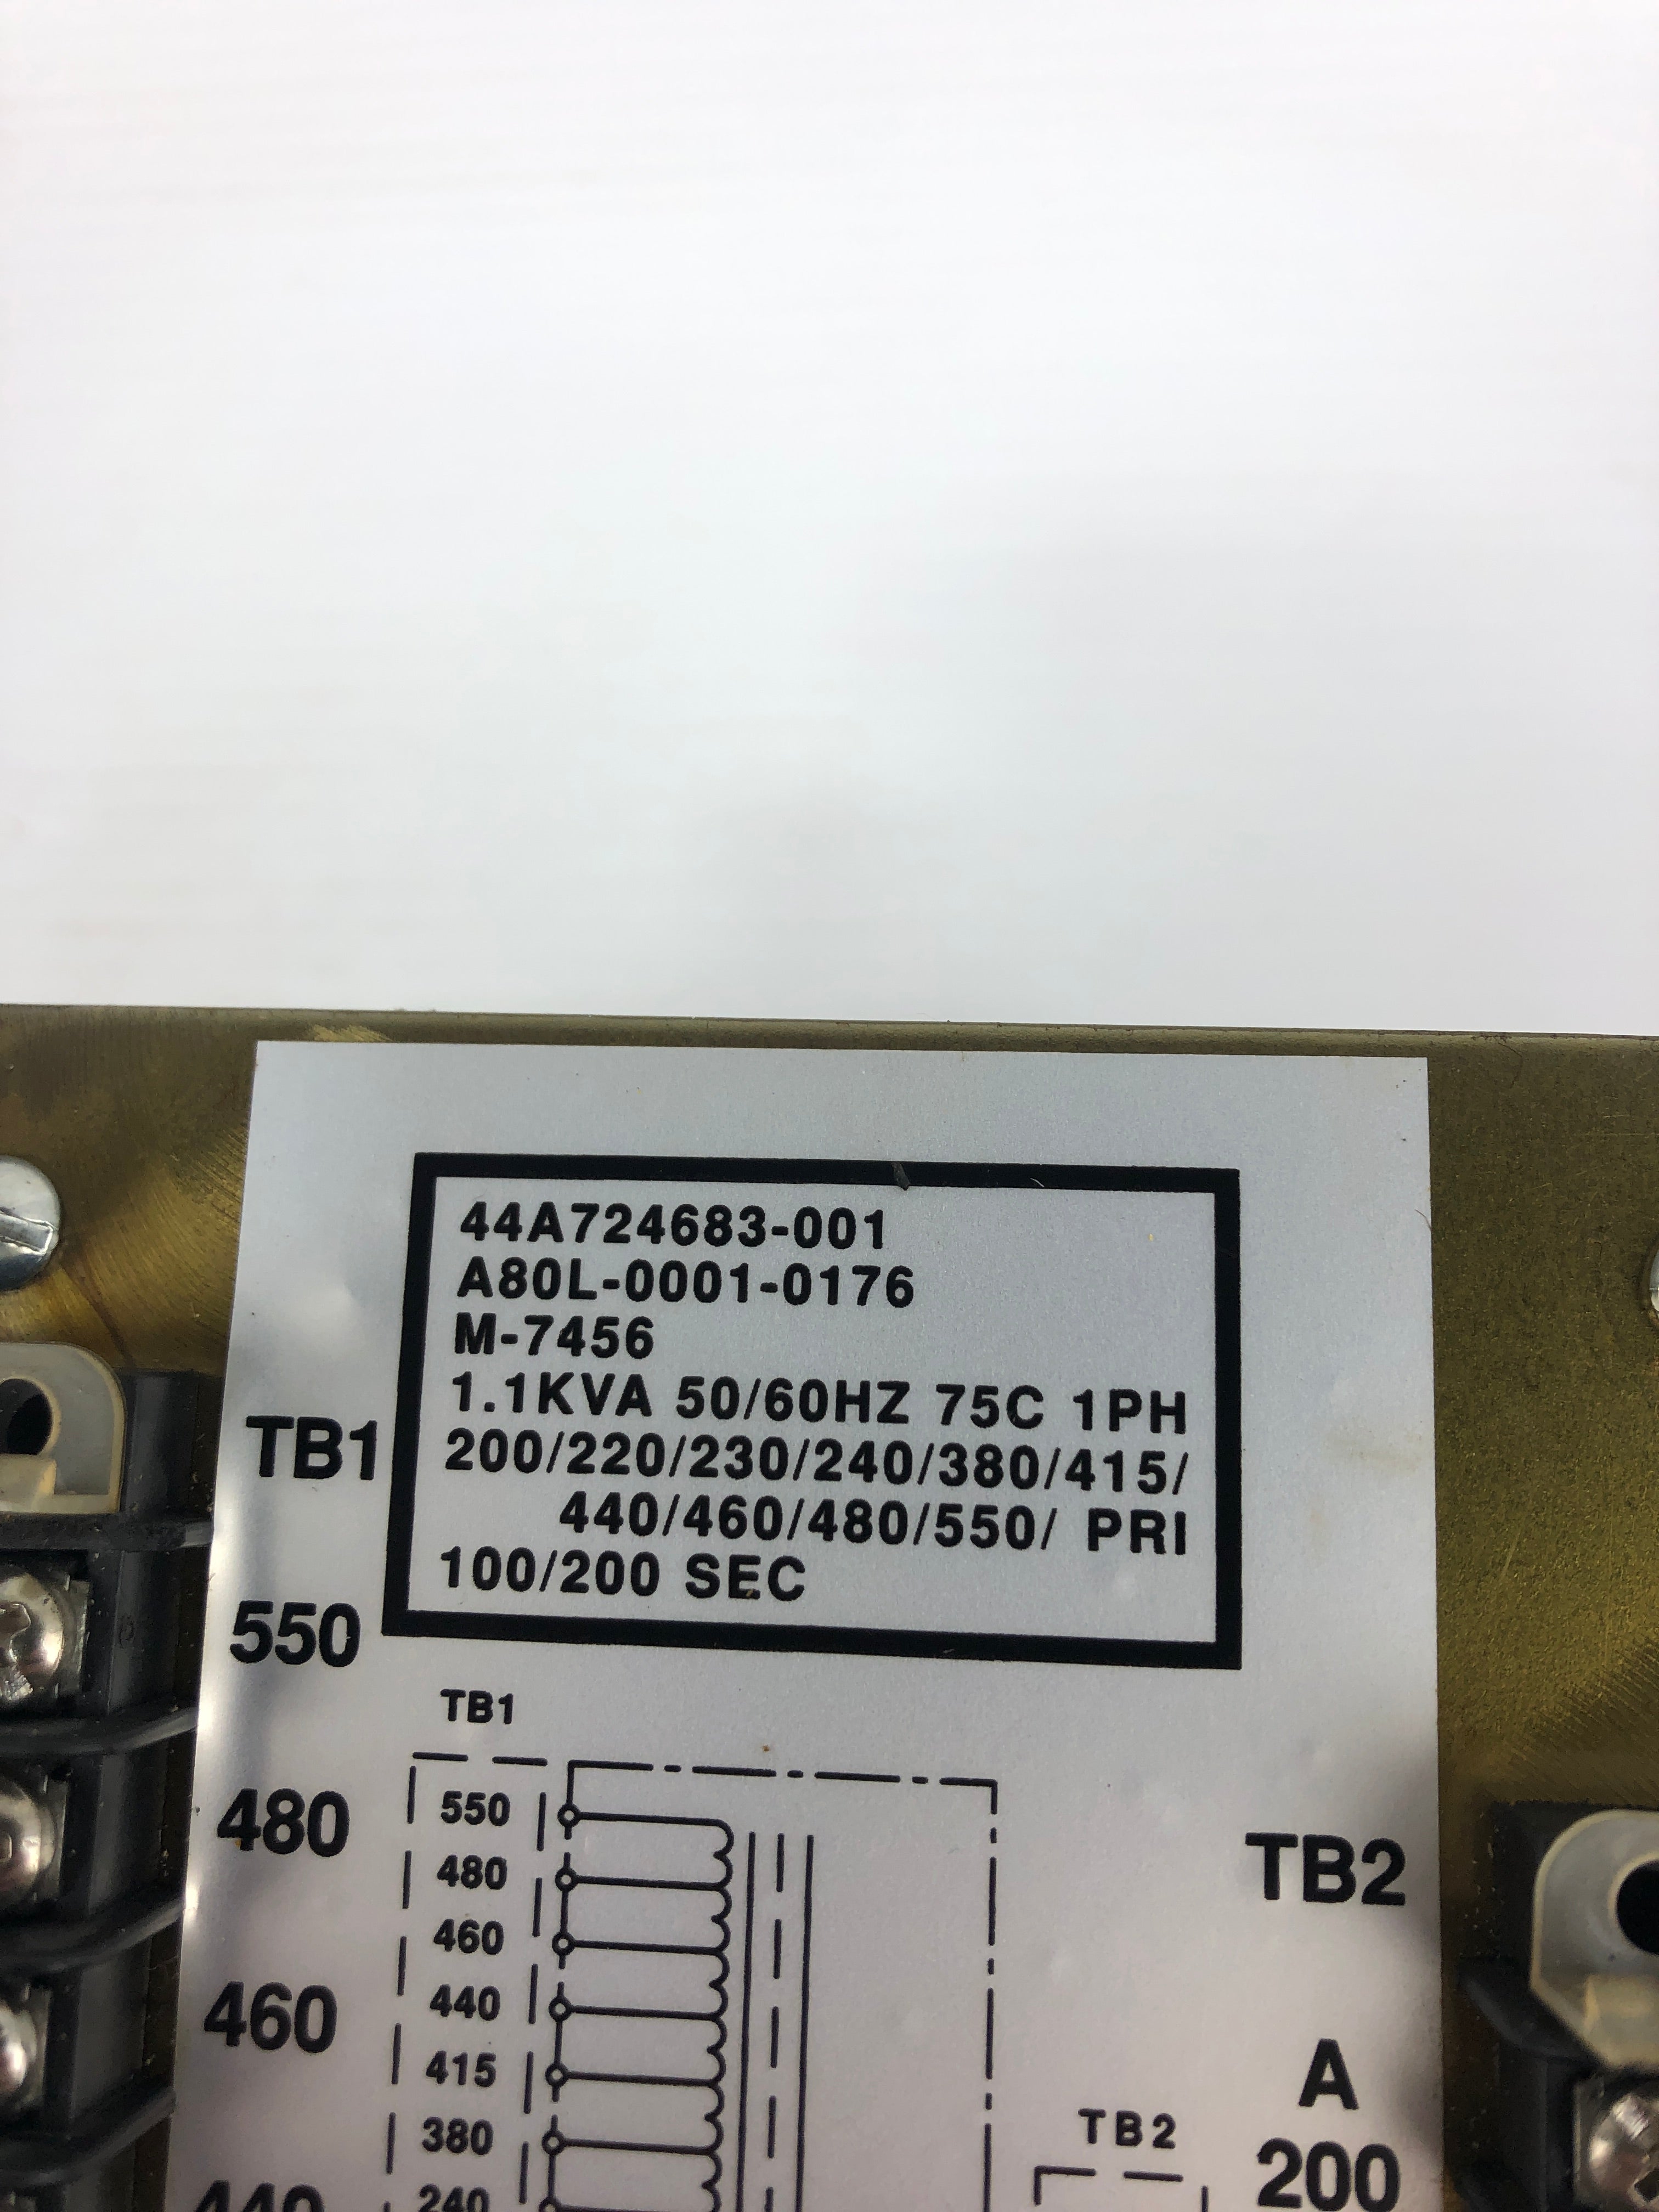 44A724683-001
A80L-0001-0176
M-7456
1.1KVA 50/60HZ 75C 1PH
200/220/230/240/380/415/
440/460/480/550/ PRI
100/200 SEC
TB1
550
480
460
440
TB1
550
480
460
440
415
380
240
TB2
TB2
A
200